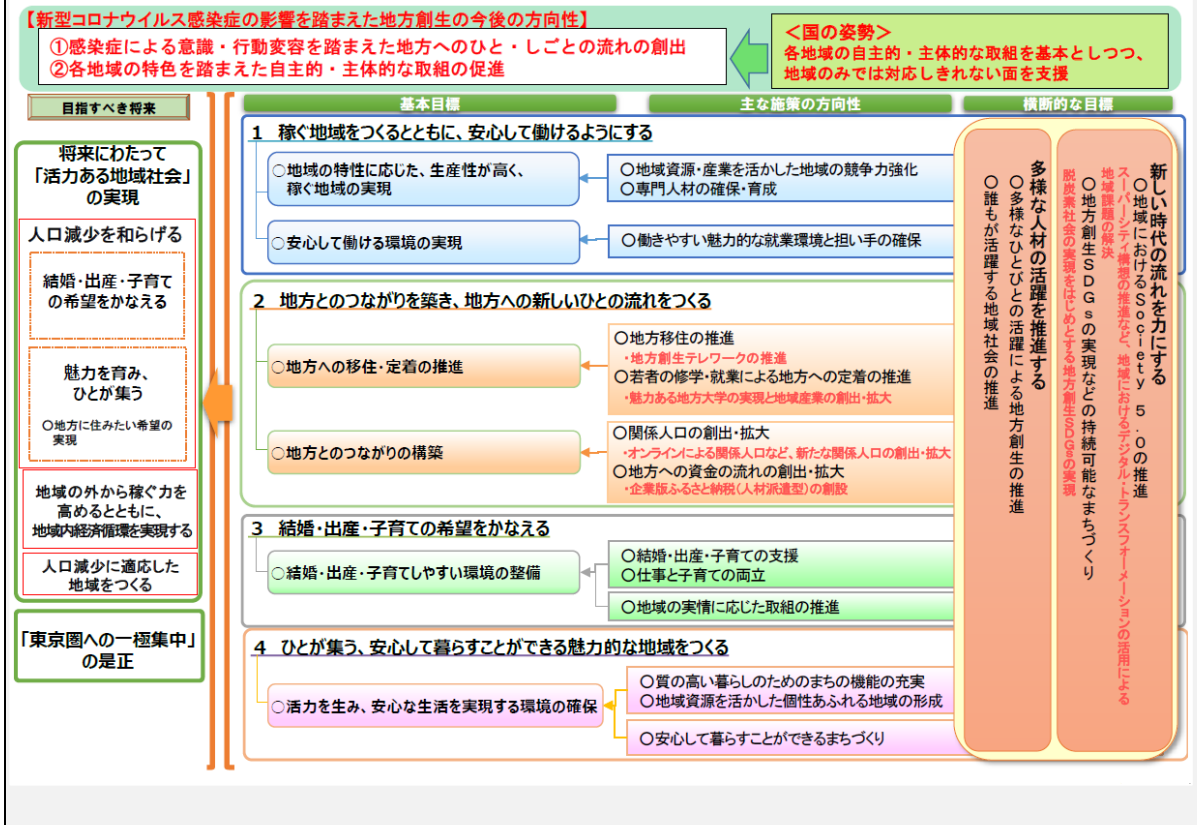 【新型コロナウイルス感染症の影響を踏まえた地方創生の今後の方向性】
①感染症による意識・行動変容を踏まえた地方へのひと・しごとの流れの創出
②各地域の特色を踏まえた自主的・主体的な取組の促進
＜国の姿勢＞
各地域の自主的・主体的な取組を基本としつつ、
地域のみでは対応しきれない面を支援
目指すべき将来
将来にわたって
「活力ある地域社会」
の実現
人口減少を和らげる
結婚・出産・子育て
の希望をかなえる
魅力を育み、
ひとが集う
○地方に住みたい希望の
実現
地域の外から稼ぐ力を
高めるとともに、
地域内経済循環を実現する
人口減少に適応した
地域をつくる
「東京圏への一極集中」
の是正
基本目標
主な施策の方向性
横断的な目標
1 稼ぐ地域をつくるとともに、安心して働けるようにする
○地域の特性に応じた、生産性が高く、
稼ぐ地域の実現
○地域資源・産業を活かした地域の競争力強化
○専門人材の確保・育成
○安心して働ける環境の実現
○働きやすい魅力的な就業環境と担い手の確保
2 地方とのつながりを築き、地方への新しいひとの流れをつくる
○地方への移住・定着の推進
○地方移住の推進
・地方創生テレワークの推進
○若者の修学・就業による地方への定着の推進
・魅力ある地方大学の実現と地域産業の創出・拡大
○地方とのつながりの構築
○関係人口の創出・拡大
・オンラインによる関係人口など、新たな関係人口の創出・拡大
○地方への資金の流れの創出・拡大
・企業版ふるさと納税（人材派遣型）の創設
3 結婚・出産・子育ての希望をかなえる
○結婚・出産・子育てしやすい環境の整備
○結婚・出産・子育ての支援
○仕事と子育ての両立
○地域の実情に応じた取組の推進
4 ひとが集う、安心して暮らすことができる魅力的な地域をつくる
○活力を生み、安心な生活を実現する環境の確保
○質の高い暮らしのためのまちの機能の充実
○地域資源を活かした個性あふれる地域の形成
○安心して暮らすことができるまちづくり
新しい時代の流れを力にする
○地域におけるSociety 5.0の推進
スーパーシティ構想の推進など、地域におけるデジタル・トランスフォーメーションの活用による
地域課題の解決
○地方創生SDGsの実現などの持続可能なまちづくり
脱炭素社会の実現をはじめとする地方創生SDGsの実現
多様な人材の活躍を推進する
○多様なひとびとの活躍による地方創生の推進
○誰もが活躍する地域社会の推進